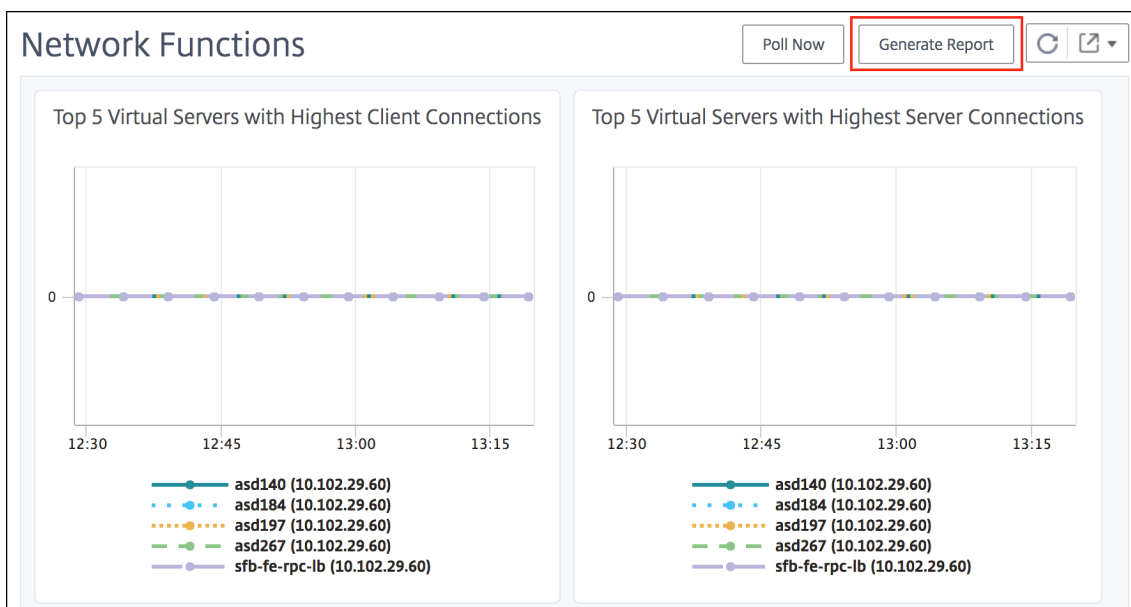 Network Functions
Poll Now
Generate Report
Top 5 Virtual Servers with Highest Client Connections
0
12:30 12:45 13:00 13:15
asd140 (10.102.29.60)
asd184 (10.102.29.60)
asd197 (10.102.29.60)
asd267 (10.102.29.60)
sfb-fe-rpc-lb (10.102.29.60)
Top 5 Virtual Servers with Highest Server Connections
0
12:30 12:45 13:00 13:15
asd140 (10.102.29.60)
asd184 (10.102.29.60)
asd197 (10.102.29.60)
asd267 (10.102.29.60)
sfb-fe-rpc-lb (10.102.29.60)